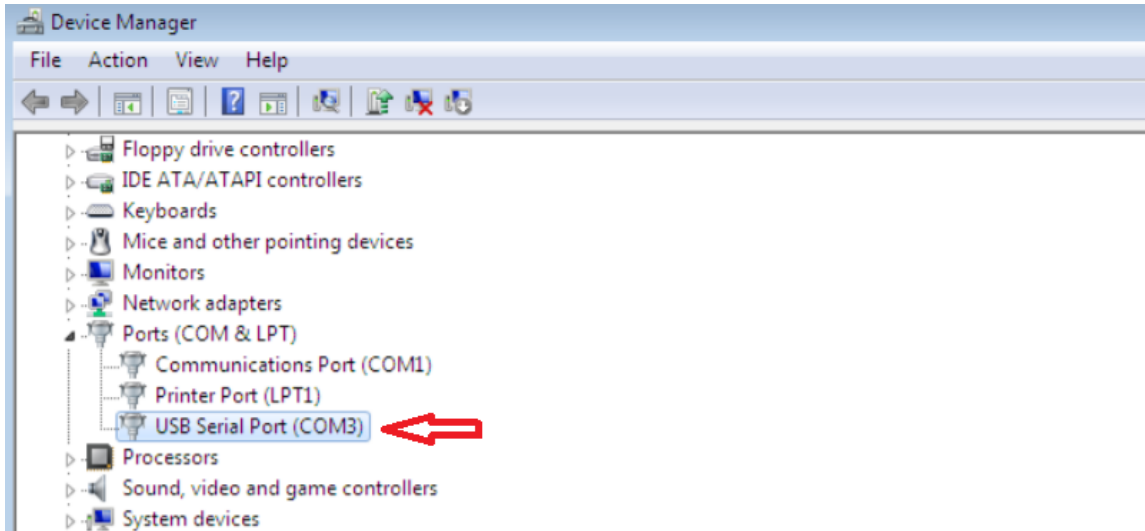 Device Manager
File Action View Help
Floppy drive controllers
IDE ATA/ATAPI controllers
Keyboards
Mice and other pointing devices
Monitors
Network adapters
Ports (COM & LPT)
Communications Port (COM1)
Printer Port (LPT1)
USB Serial Port (COM3)
Processors
Sound, video and game controllers
System devices